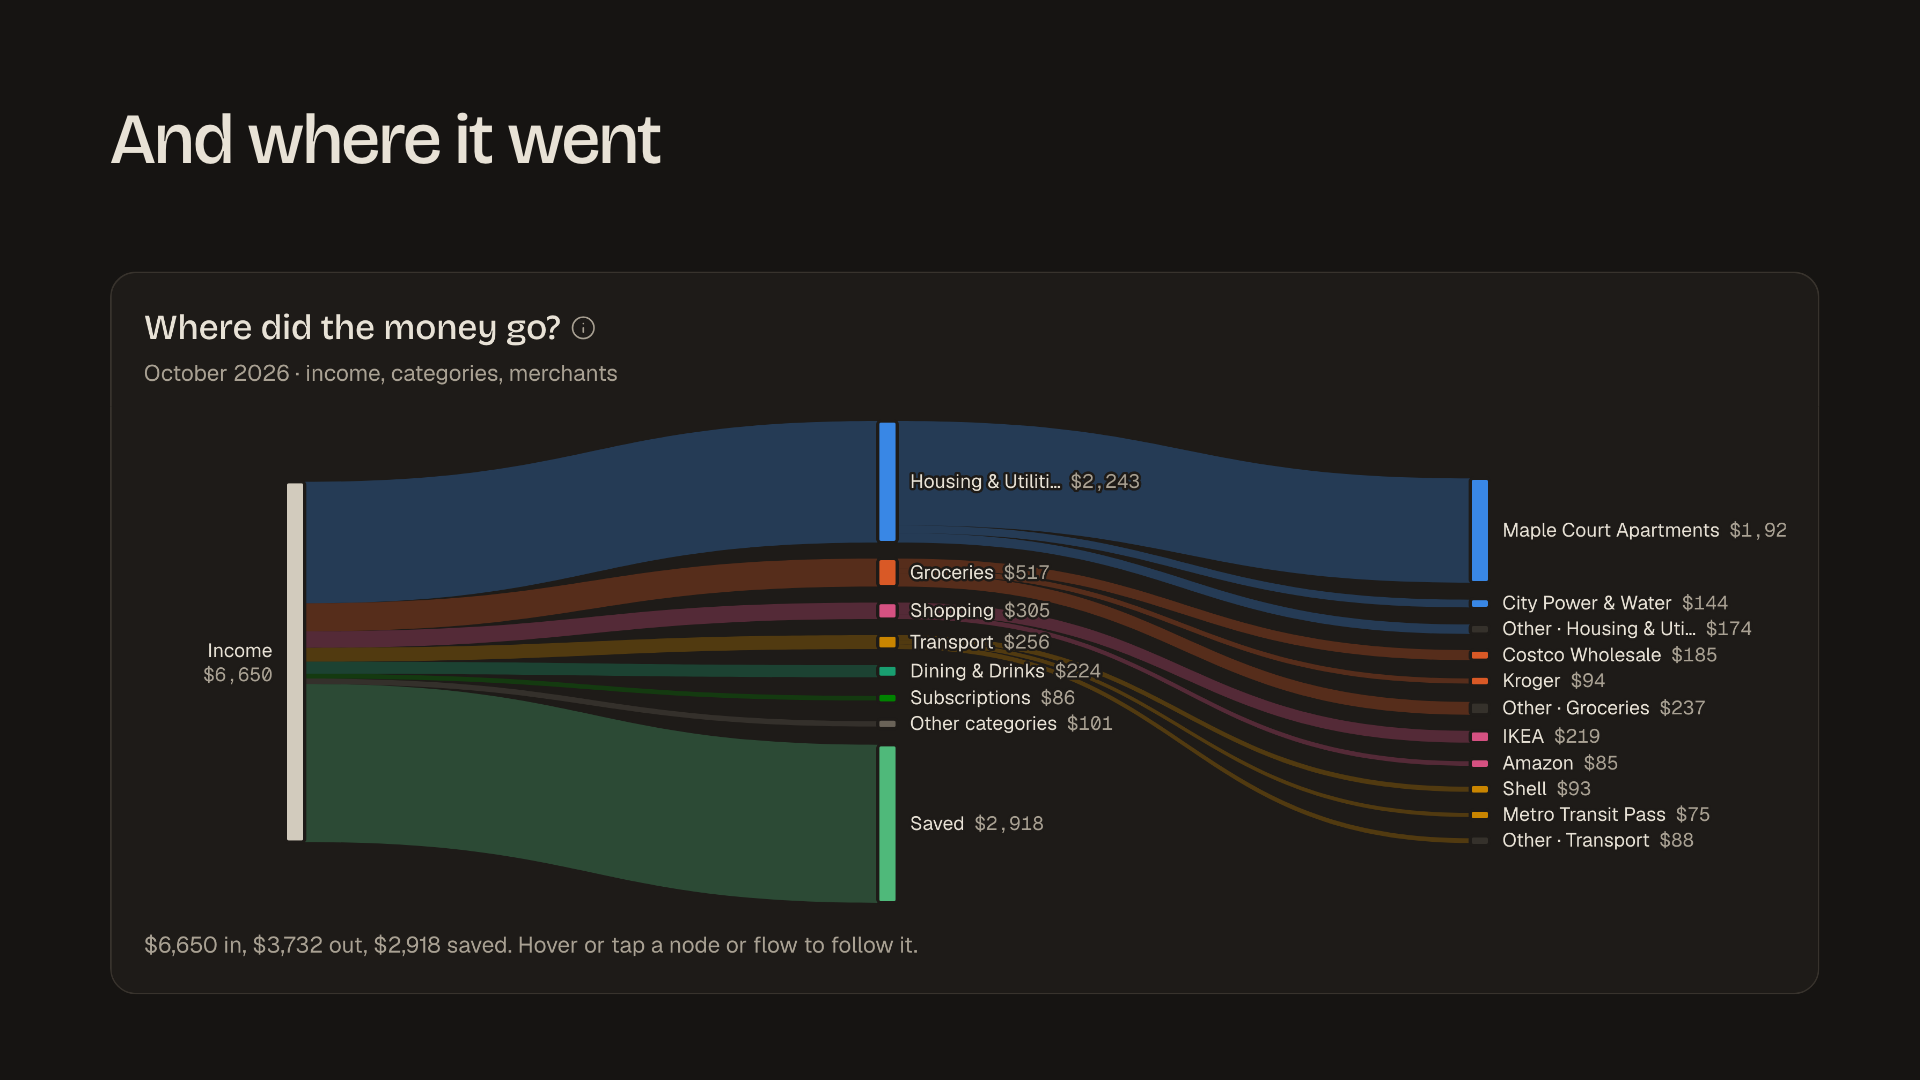 And where it went
Where did the money go?
October 2026 · income, categories, merchants
Income
$6,650
Housing & Utiliti… $2,243
Groceries $517
Shopping $305
Transport $256
Dining & Drinks $224
Subscriptions $86
Other categories $101
Saved $2,918
Maple Court Apartments $1,92
City Power & Water $144
Other · Housing & Uti… $174
Costco Wholesale $185
Kroger $94
Other · Groceries $237
IKEA $219
Amazon $85
Shell $93
Metro Transit Pass $75
Other · Transport $88
$6,650 in, $3,732 out, $2,918 saved. Hover or tap a node or flow to follow it.